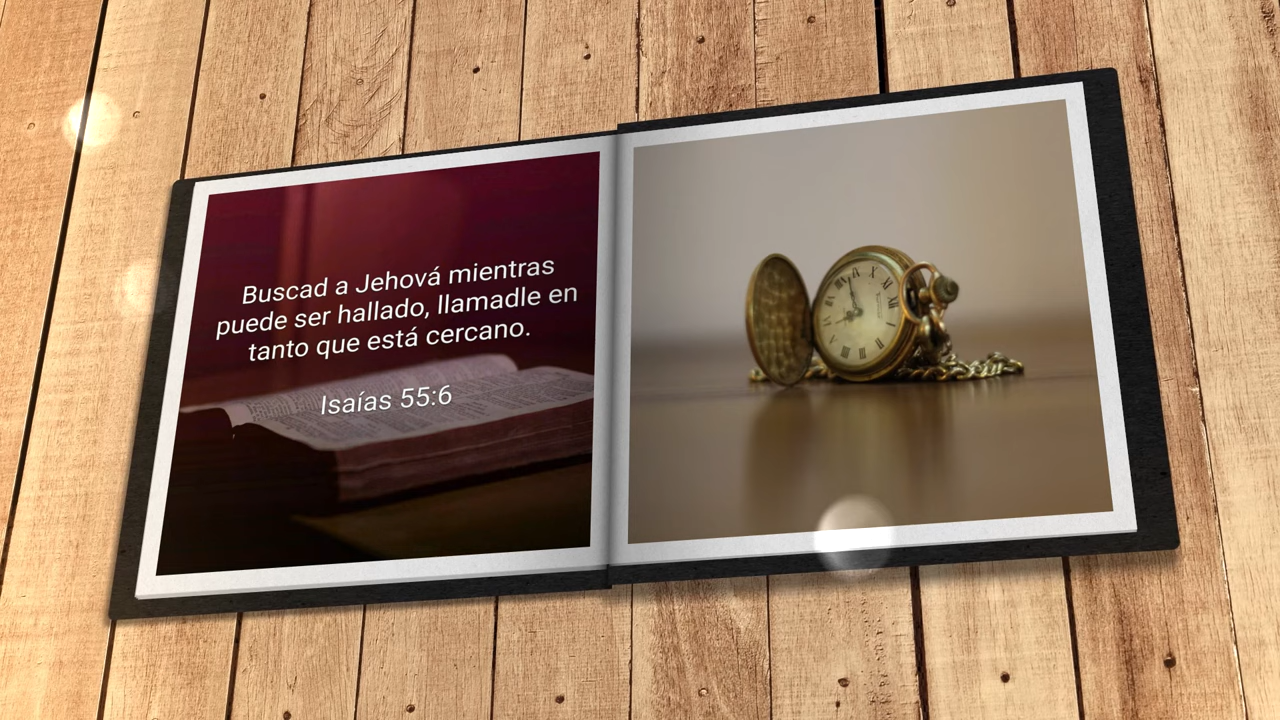 Buscad a Jehová mientras
puede ser hallado, llamadle en
tanto que está cercano.
Isaías 55:6